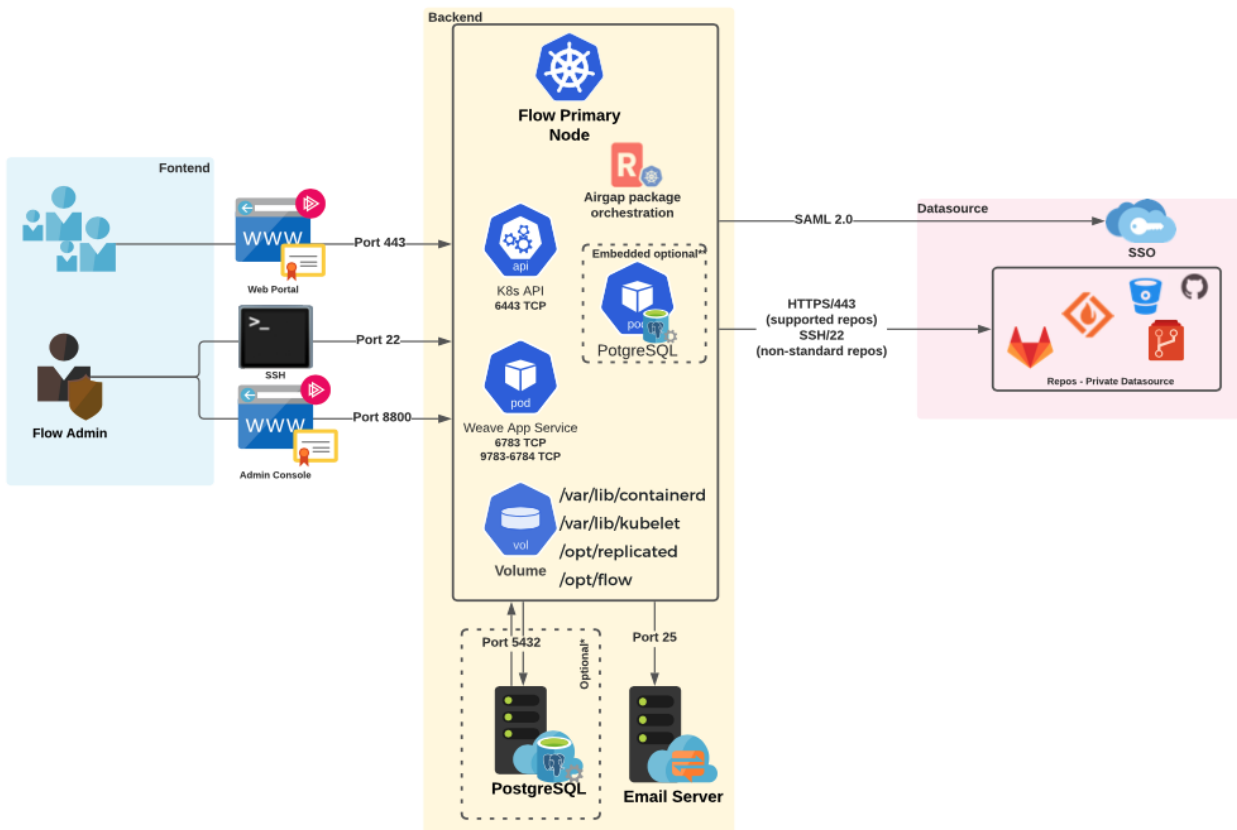 Backend
Flow Primary
Node
R
Airgap package
orchestration
Fontend
WWW
Port 443
Web Portal
>_
Port 22
SSH
WWW
Port 8800
Admin Console
Flow Admin
api
K8s API
6443 TCP
Embedded optional**
pod
PotgreSQL
pod
Weave App Service
6783 TCP
9783-6784 TCP
vol
Volume
/var/lib/containerd
/var/lib/kubelet
/opt/replicated
/opt/flow
SAML 2.0
Datasource
SSO
HTTPS/443
(supported repos)
SSH/22
(non-standard repos)
Repos - Private Datasource
Port 5432
Optional*
Port 25
PostgreSQL
Email Server